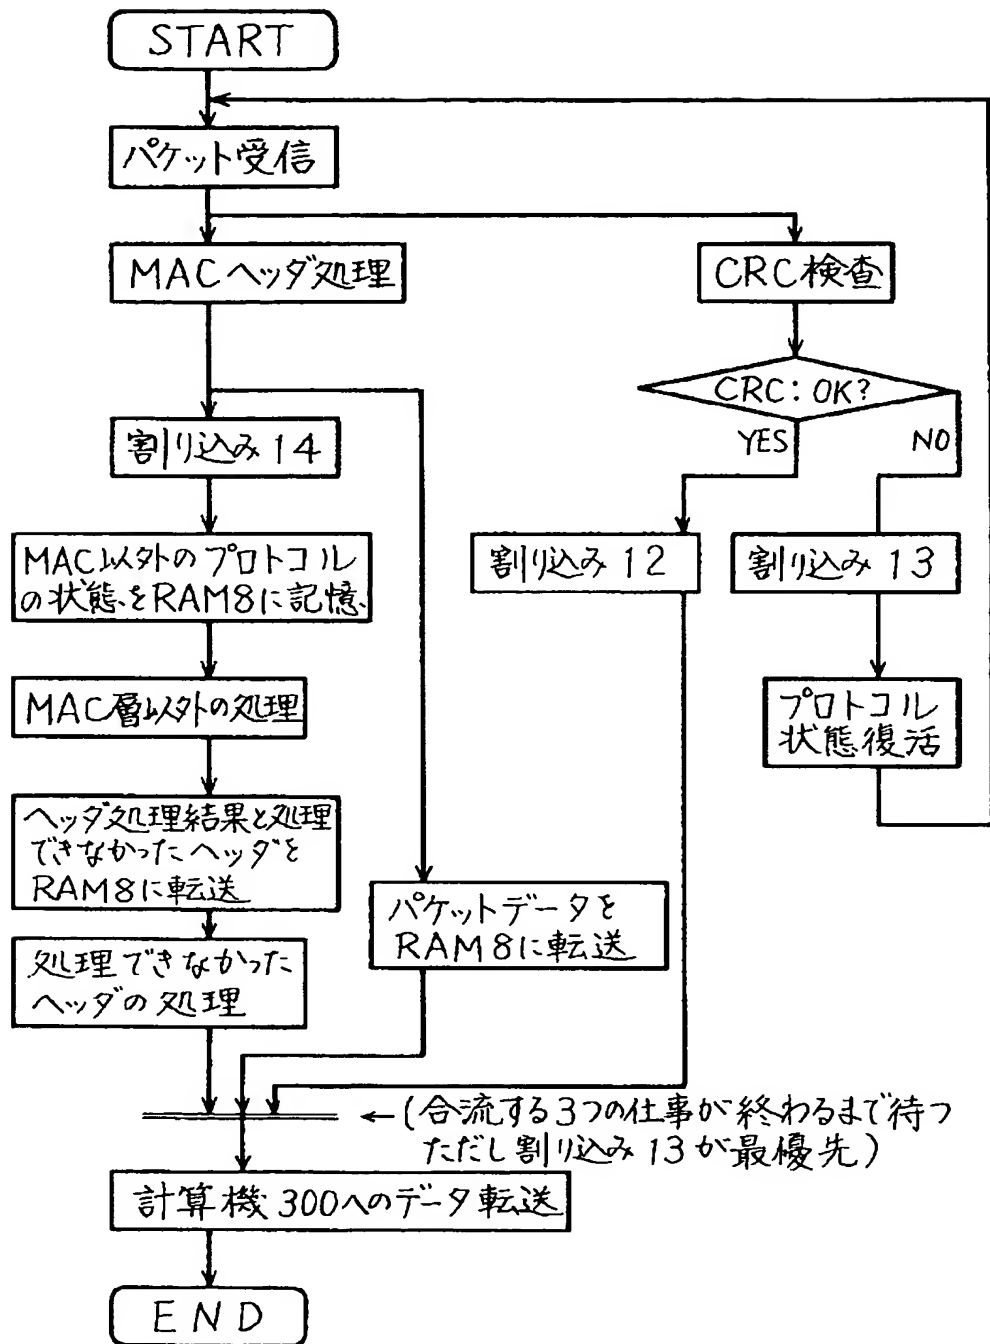 START
パケット受信
MACヘッダ処理
CRC検査
CRC:OK?
YES
NO
割り込み14
割り込み12
割り込み13
MAC以外のプロトコル
の状態をRAM8に記憶
MAC層以外の処理
プロトコル
状態復活
ヘッダ処理結果と処理
できなかったヘッダを
RAM8に転送
パケットデータを
RAM8に転送
処理できなかった
ヘッダの処理
←(合流する3つの仕事が終わるまで待つ
ただし割り込み13が最優先)
計算機300へのデータ転送
END